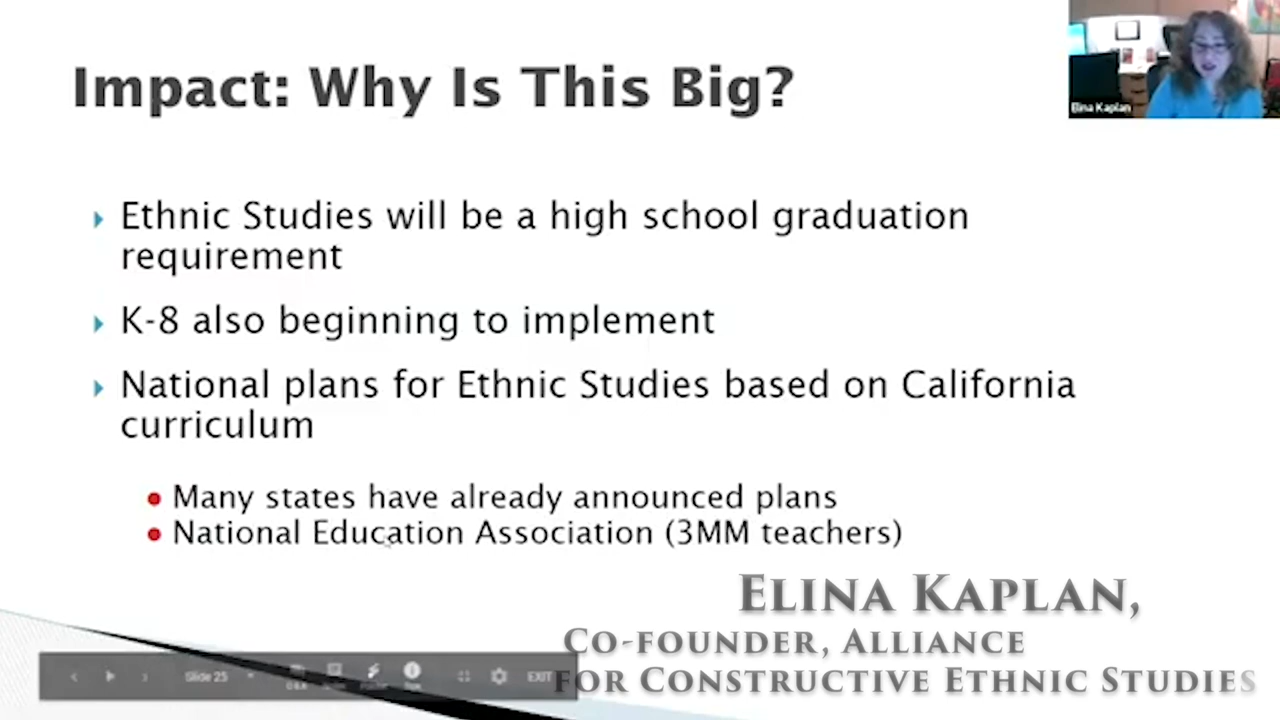 Impact: Why Is This Big?
Elina Kaplan
Ethnic Studies will be a high school graduation
requirement
K-8 also beginning to implement
National plans for Ethnic Studies based on California
curriculum
Many states have already announced plans
National Education Association (3MM teachers)
Elina Kaplan,
Co-founder, Alliance
for Constructive Ethnic Studies
Slide 25
EXIT